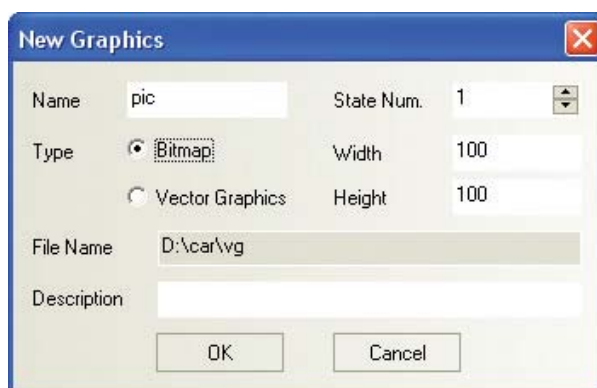 New Graphics
Name pic State Num. 1
Type Bitmap Width 100
Vector Graphics Height 100
File Name D:\car\vg
Description
OK Cancel